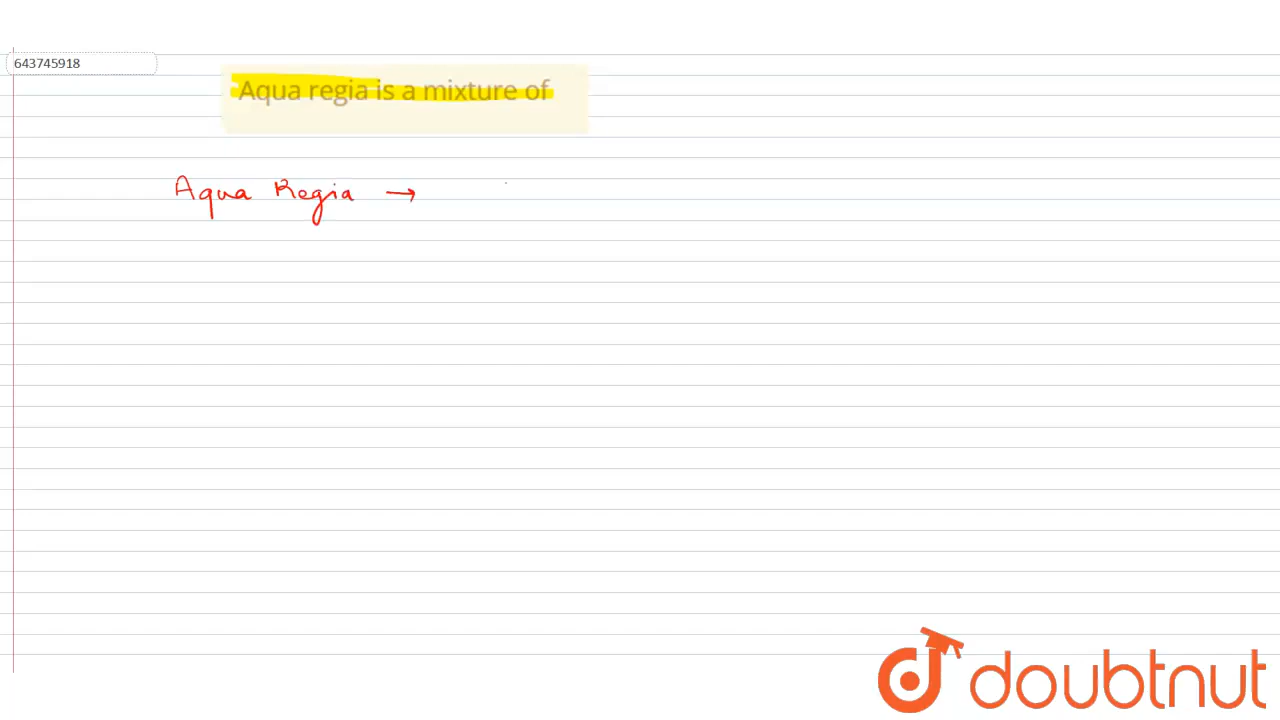 643745918
Aqua regia is a mixture of
Aqua Regia →
doubtnut